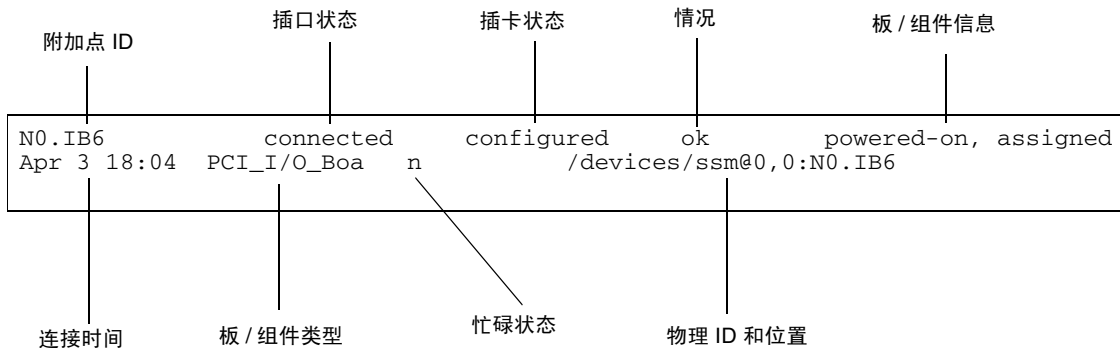 附加点 ID
插口状态
插卡状态
情况
板 / 组件信息
N0.IB6 connected configured ok powered-on, assigned
Apr 3 18:04 PCI_I/O_Boa n /devices/ssm@0,0:N0.IB6
连接时间
板 / 组件类型
忙碌状态
物理 ID 和位置